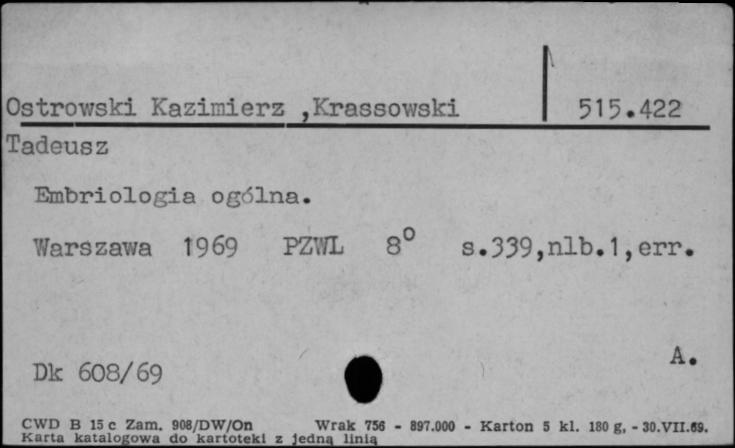 Ostrowski Kazimierz ,Krassowski 515.422
Tadeusz
Embriologia ogólna.
Warszawa 1969 PZWL 8° s.339,nlb.1,err.
A.
Dk 608/69
CWD B 15 c Zam. 908/DW/On Wrak 756 - 897.000 - Karton 5 kl. 180 g, - 30.VII.69.
Karta katalogowa do kartoteki z jedną linią